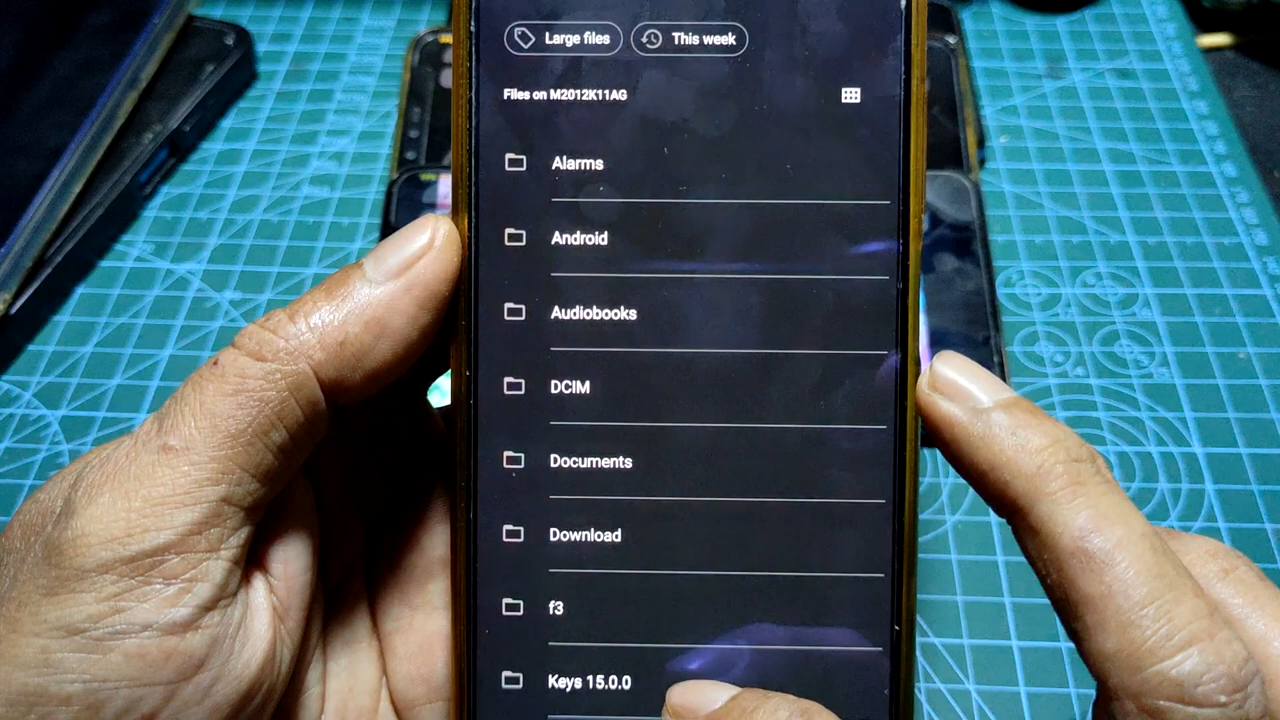 Large files
This week
Files on M2012K11AG
Alarms
Android
Audiobooks
DCIM
Documents
Download
f3
Keys 15.0.0